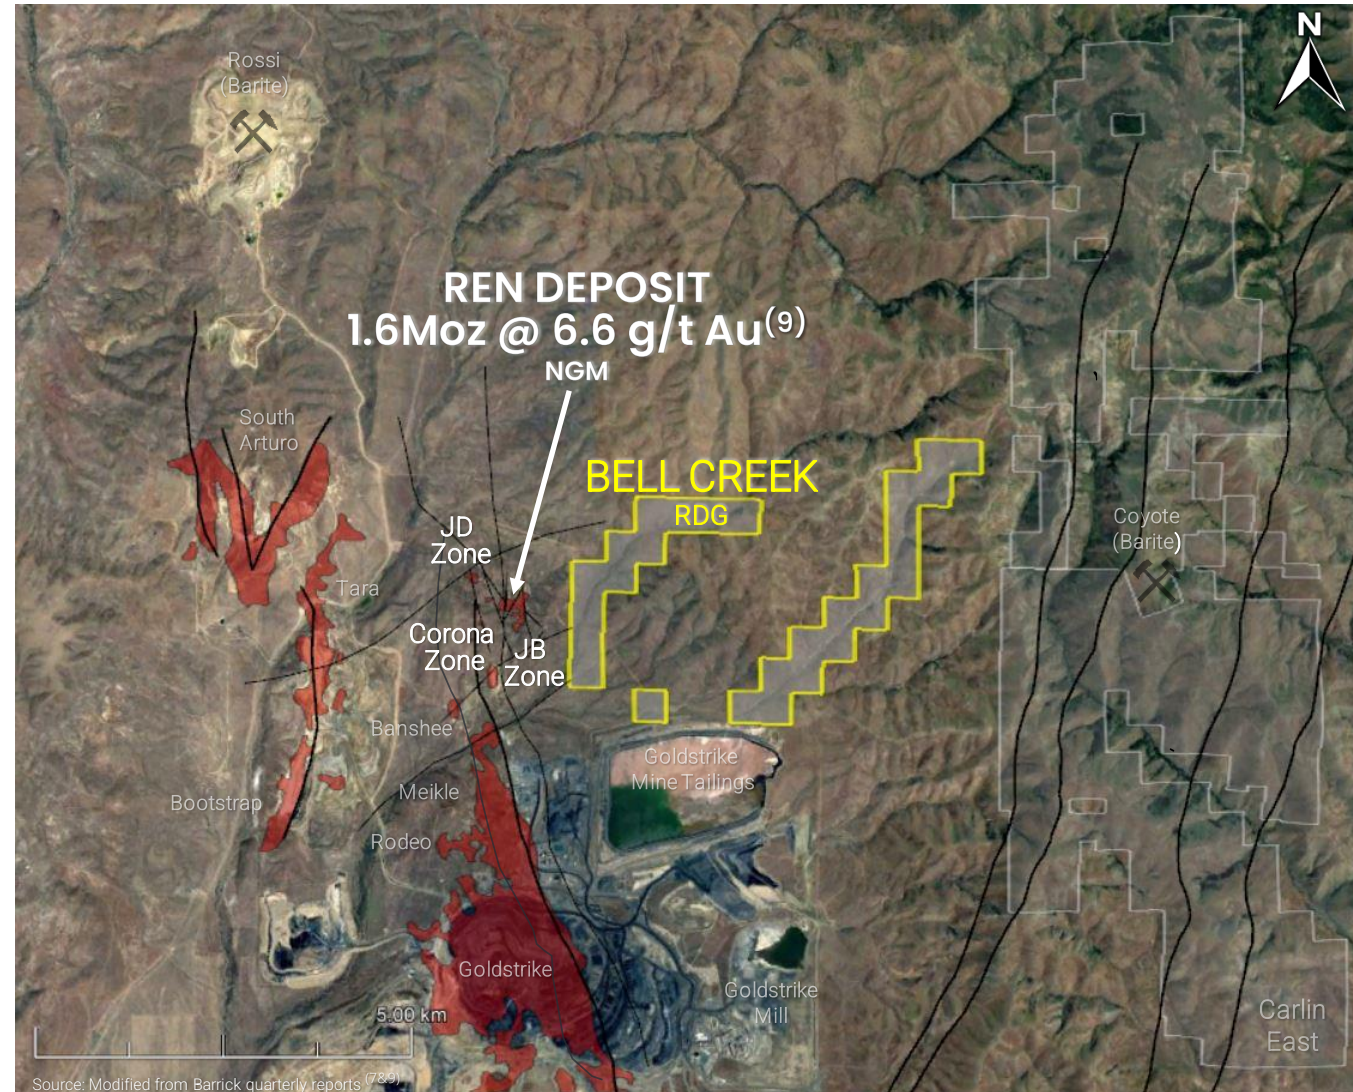 N
Rossi
(Barite)
REN DEPOSIT
1.6Moz @ 6.6 g/t Au(9)
NGM
South
Arturo
BELL CREEK
RDG
JD
Zone
Coyote
(Barite)
Tara
Corona
Zone
JB
Zone
Banshee
Goldstrike
Mine Tailings
Meikle
Bootstrap
Rodeo
Goldstrike
Goldstrike
Mill
5.00 km
Carlin
East
Source: Modified from Barrick quarterly reports (7&9)